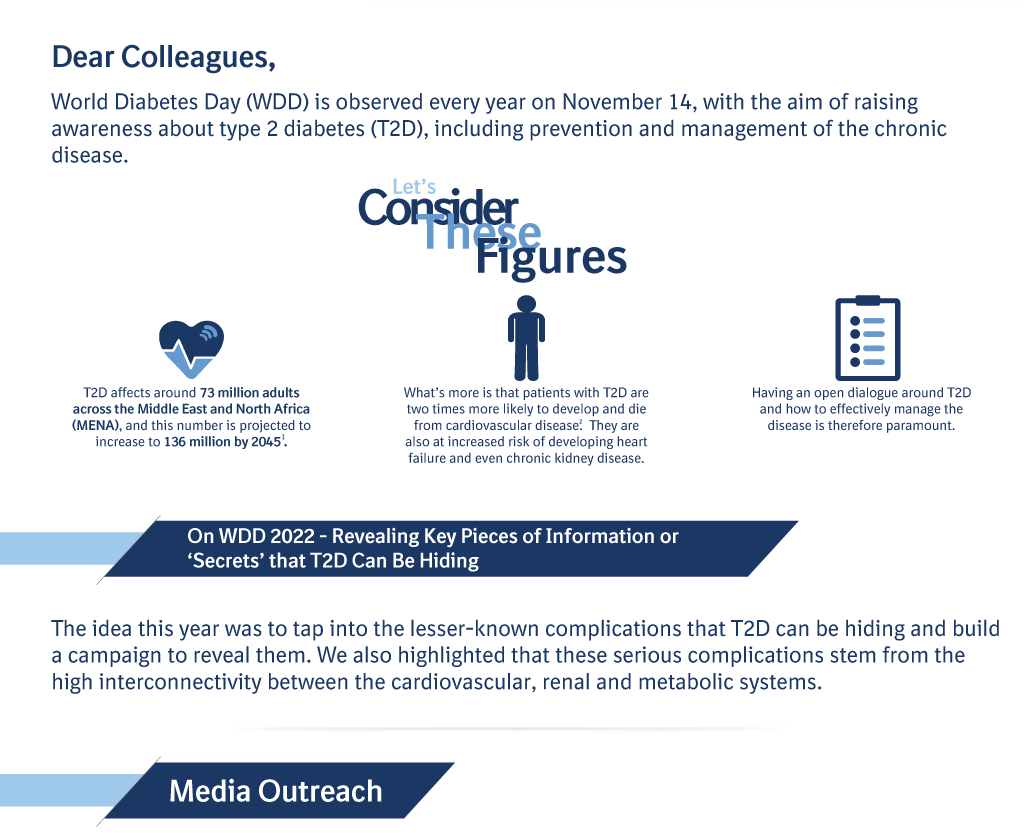 Dear Colleagues,
World Diabetes Day (WDD) is observed every year on November 14, with the aim of raising
awareness about type 2 diabetes (T2D), including prevention and management of the chronic
disease.
Let's
Consider
These
Figures
T2D affects around 73 million adults
across the Middle East and North Africa
(MENA), and this number is projected to
increase to 136 million by 2045¹.
What's more is that patients with T2D are
two times more likely to develop and die
from cardiovascular disease². They are
also at increased risk of developing heart
failure and even chronic kidney disease.
Having an open dialogue around T2D
and how to effectively manage the
disease is therefore paramount.
On WDD 2022 - Revealing Key Pieces of Information or
‘Secrets’ that T2D Can Be Hiding
The idea this year was to tap into the lesser-known complications that T2D can be hiding and build
a campaign to reveal them. We also highlighted that these serious complications stem from the
high interconnectivity between the cardiovascular, renal and metabolic systems.
Media Outreach